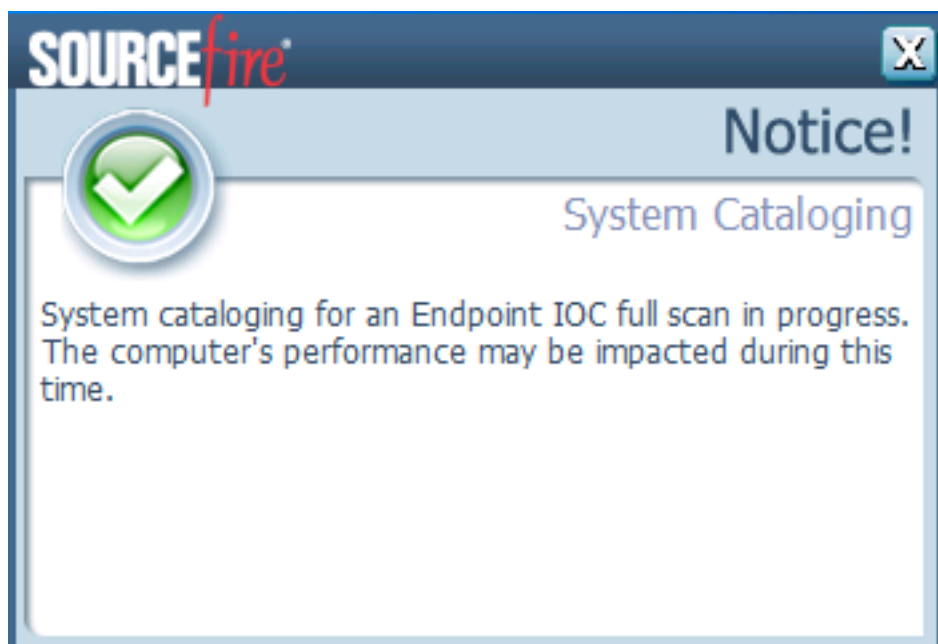 SOURCEfire®
X
Notice!
System Cataloging
System cataloging for an Endpoint IOC full scan in progress.
The computer's performance may be impacted during this
time.